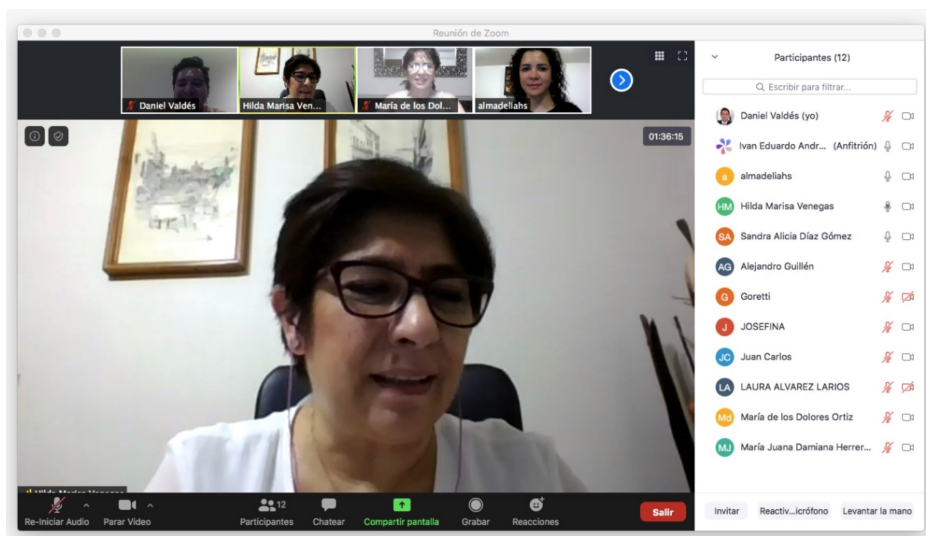 Reunión de Zoom
Daniel Valdés
Hilda Marisa Ven...
María de los Dol...
almadeliahs
01:36:15
Hilda Marisa Venegas
Re-Iniciar Audio
Parar Video
12
Participantes
Chatear
Compartir pantalla
Grabar
Reacciones
Salir
Participantes (12)
Escribir para filtrar...
Daniel Valdés (yo)
Ivan Eduardo Andr... (Anfitrión)
a almadeliahs
HM Hilda Marisa Venegas
SA Sandra Alicia Díaz Gómez
AG Alejandro Guillén
G Goretti
J JOSEFINA
JC Juan Carlos
LA LAURA ALVAREZ LARIOS
Md María de los Dolores Ortiz
MJ María Juana Damiana Herrer...
Invitar
Reactiv...icrófono
Levantar la mano